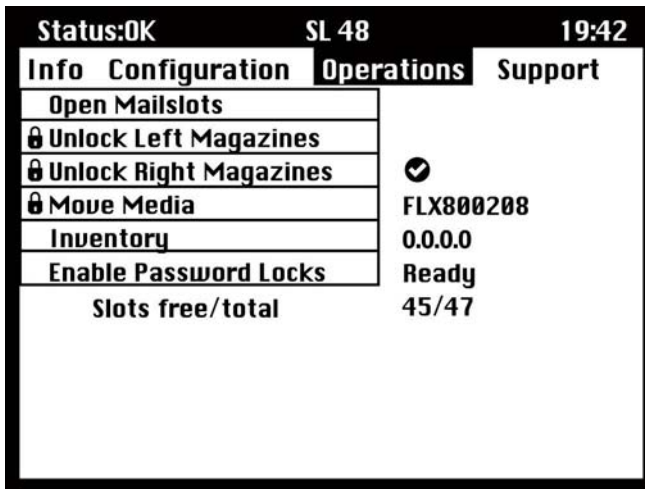 Status:OK SL 48 19:42
Info Configuration Operations Support
Open Mailslots
Unlock Left Magazines
Unlock Right Magazines
Move Media FLX800208
Inventory 0.0.0.0
Enable Password Locks Ready
Slots free/total 45/47